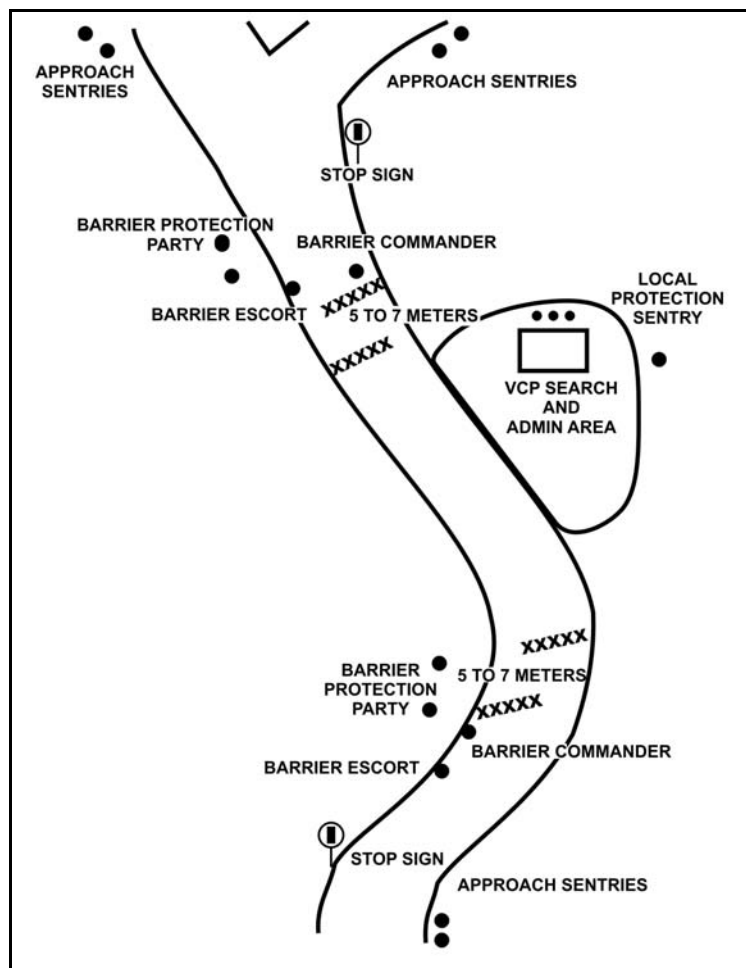 APPROACH
SENTRIES
APPROACH SENTRIES
STOP SIGN
BARRIER PROTECTION
PARTY
BARRIER COMMANDER
BARRIER ESCORT
XXXXX
5 TO 7 METERS
XXXXX
LOCAL
PROTECTION
SENTRY
VCP SEARCH
AND
ADMIN AREA
XXXXX
BARRIER
PROTECTION
PARTY
5 TO 7 METERS
XXXXX
BARRIER COMMANDER
BARRIER ESCORT
STOP SIGN
APPROACH SENTRIES